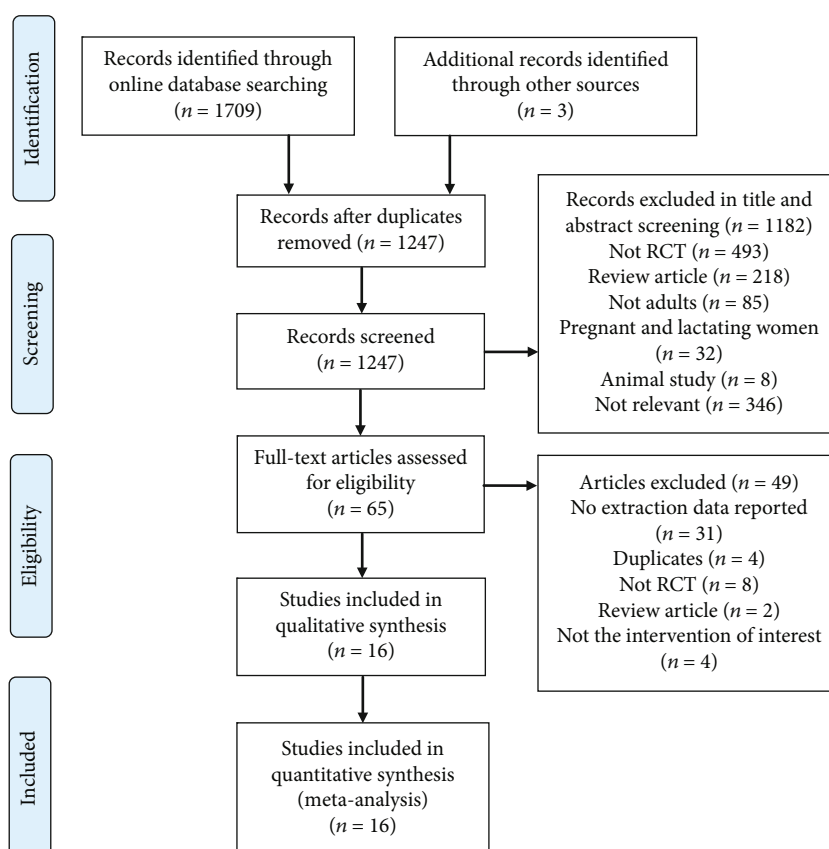 Identification
Records identified through
online database searching
(n = 1709)
Additional records identified
through other sources
(n = 3)
Records after duplicates
removed (n = 1247)
Screening
Records screened
(n = 1247)
Records excluded in title and
abstract screening (n = 1182)
Not RCT (n = 493)
Review article (n = 218)
Not adults (n = 85)
Pregnant and lactating women
(n = 32)
Animal study (n = 8)
Not relevant (n = 346)
Eligibility
Full-text articles assessed
for eligibility
(n = 65)
Articles excluded (n = 49)
No extraction data reported
(n = 31)
Duplicates (n = 4)
Not RCT (n = 8)
Review article (n = 2)
Not the intervention of interest
(n = 4)
Studies included in
qualitative synthesis
(n = 16)
Included
Studies included in
quantitative synthesis
(meta-analysis)
n = 16